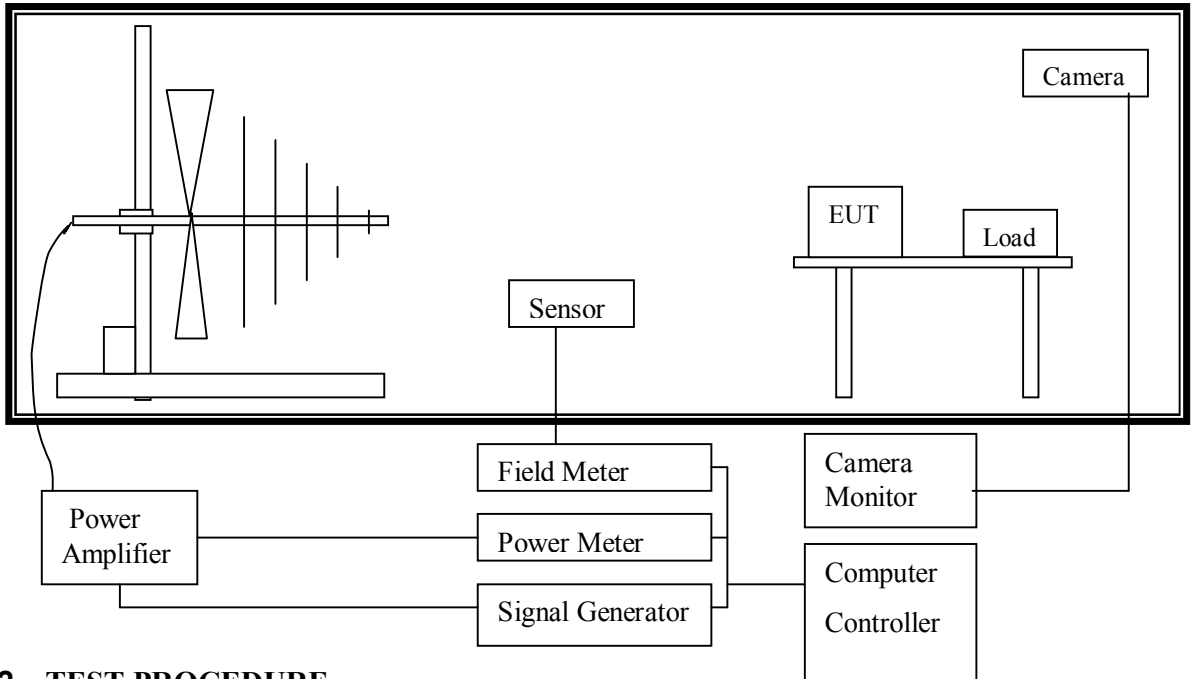 Camera
EUT
Load
Sensor
Field Meter
Camera
Monitor
Power
Amplifier
Power Meter
Computer
Controller
Signal Generator
TEST PROCEDURE